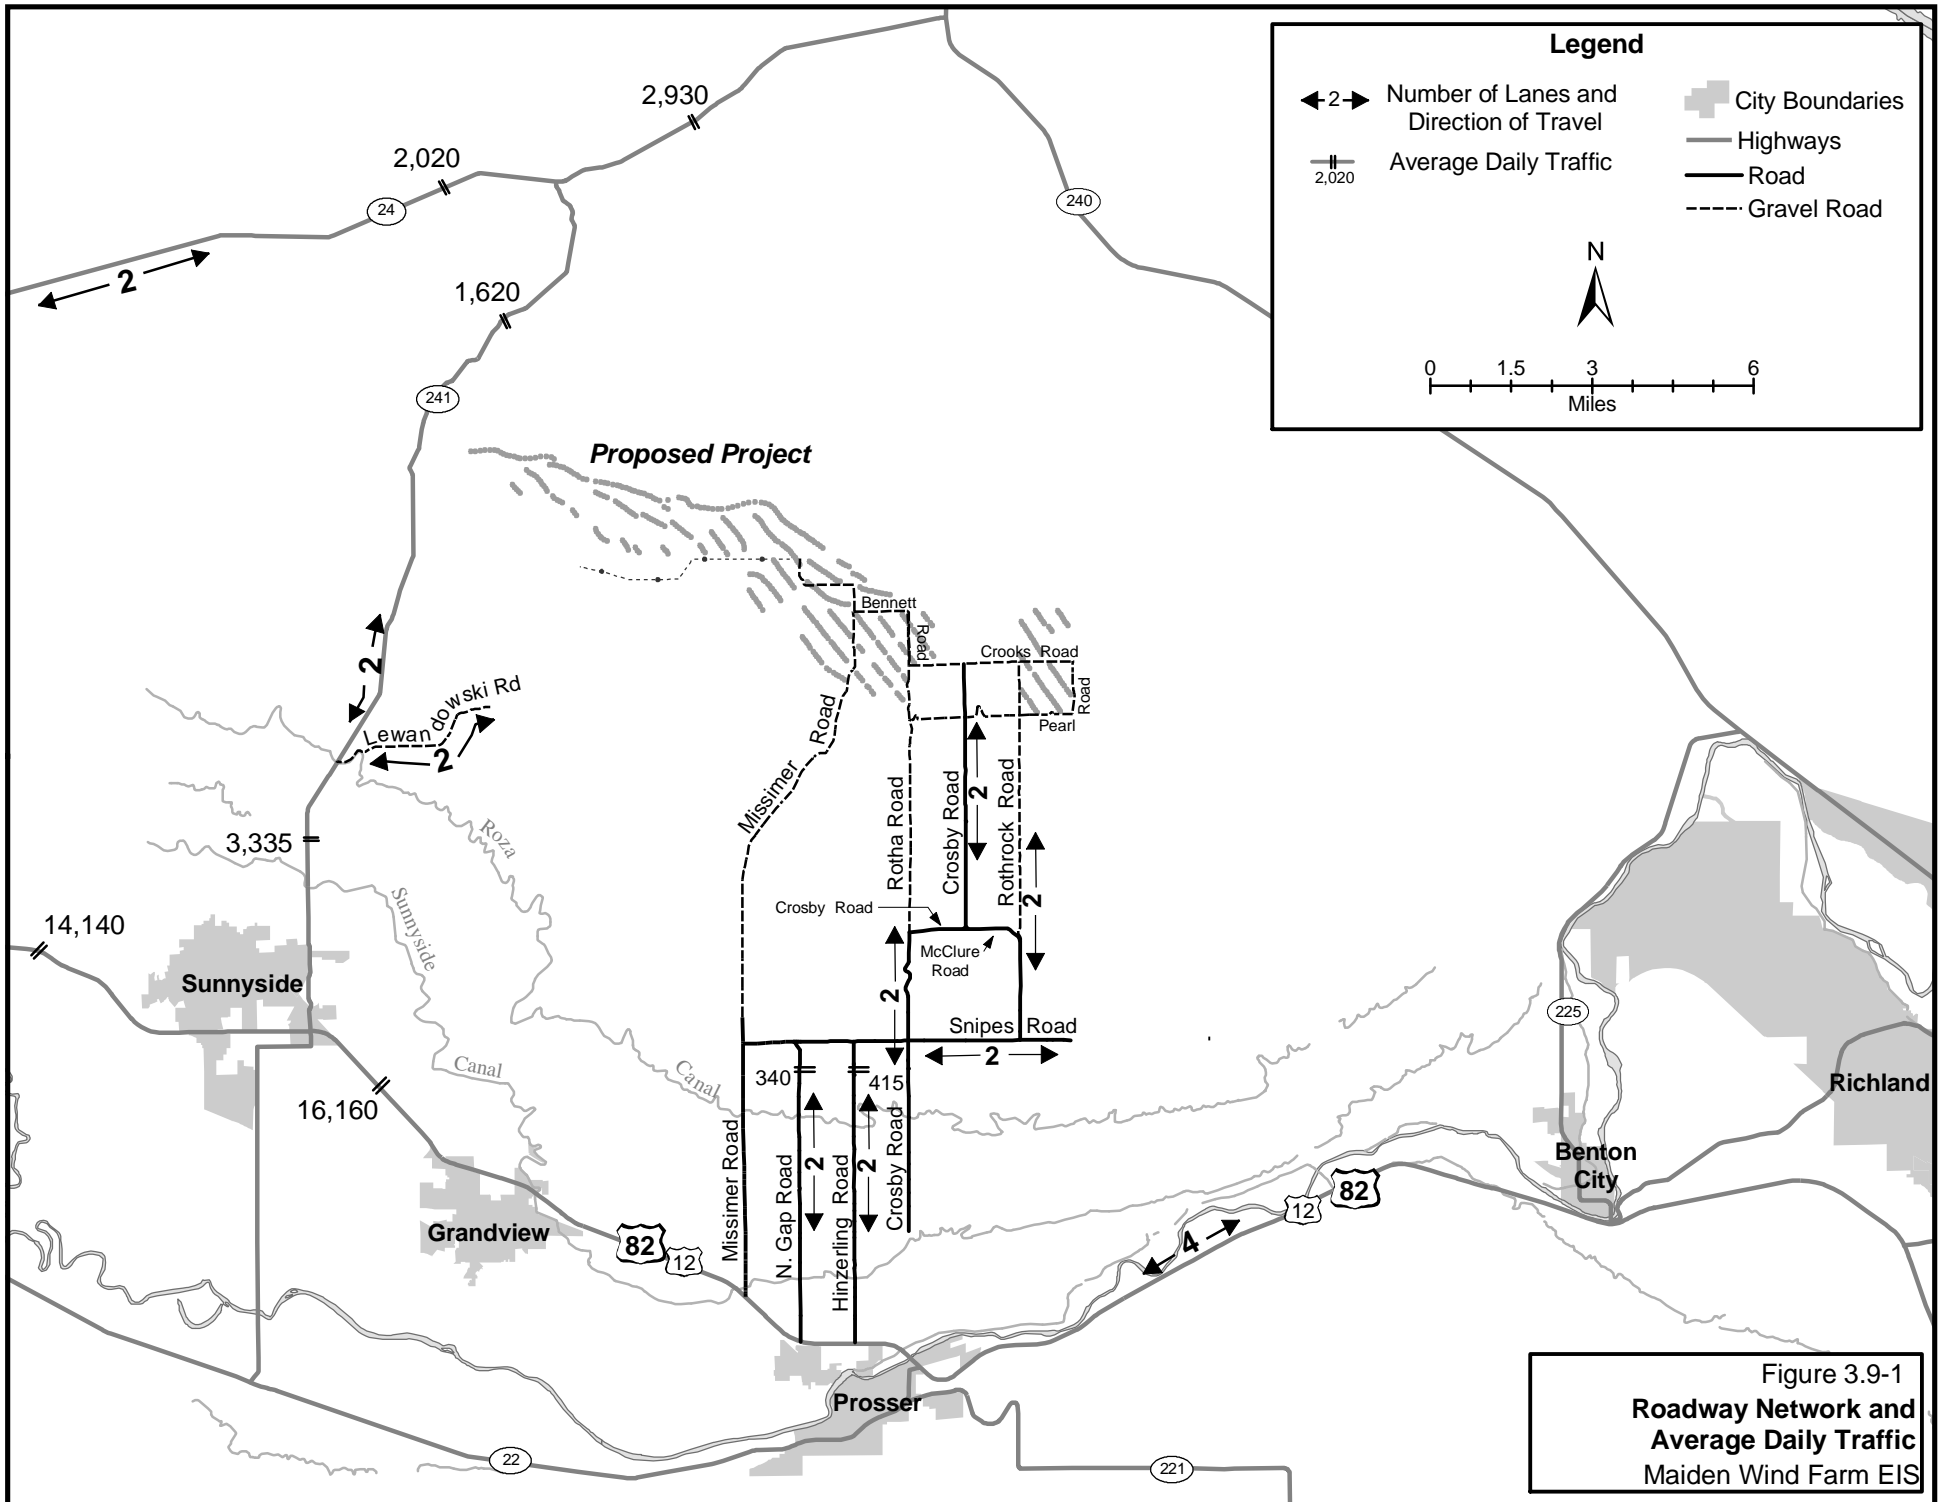 Legend
2
Number of Lanes and
Direction of Travel
2,020
Average Daily Traffic
City Boundaries
Highways
Road
Gravel Road
N
0 1.5 3 6
Miles
2,930
2,020
24
240
2
1,620
241
Proposed Project
Bennett
Road
Crooks Road
Road
Pearl
2
Lewandowski Rd
2
Missimer Road
Rotha Road
Crosby Road
2
Rothrock Road
2
3,335
Roza
Sunnyside
Canal
Canal
14,140
Sunnyside
16,160
Crosby Road
McClure
Road
2
Snipes Road
2
340
415
Missimer Road
N. Gap Road
2
Hinzerling Road
2
Crosby Road
225
Richland
Benton
City
Grandview
82
12
4
12
82
Prosser
22
221
Figure 3.9-1
Roadway Network and
Average Daily Traffic
Maiden Wind Farm EIS